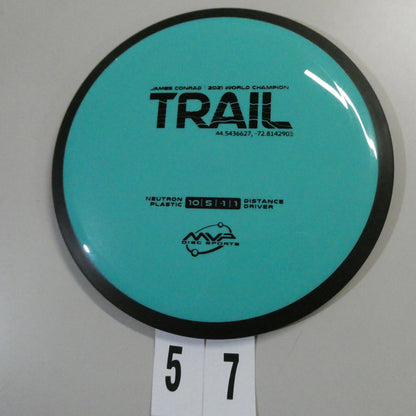 JAMES CONRAD | 2021 WORLD CHAMPION
TRAIL
44.5436627, -72.8142903
NEUTRON PLASTIC 10 | 5 | -1 | 1 DISTANCE DRIVER
MVP
DISC SPORTS
5 7